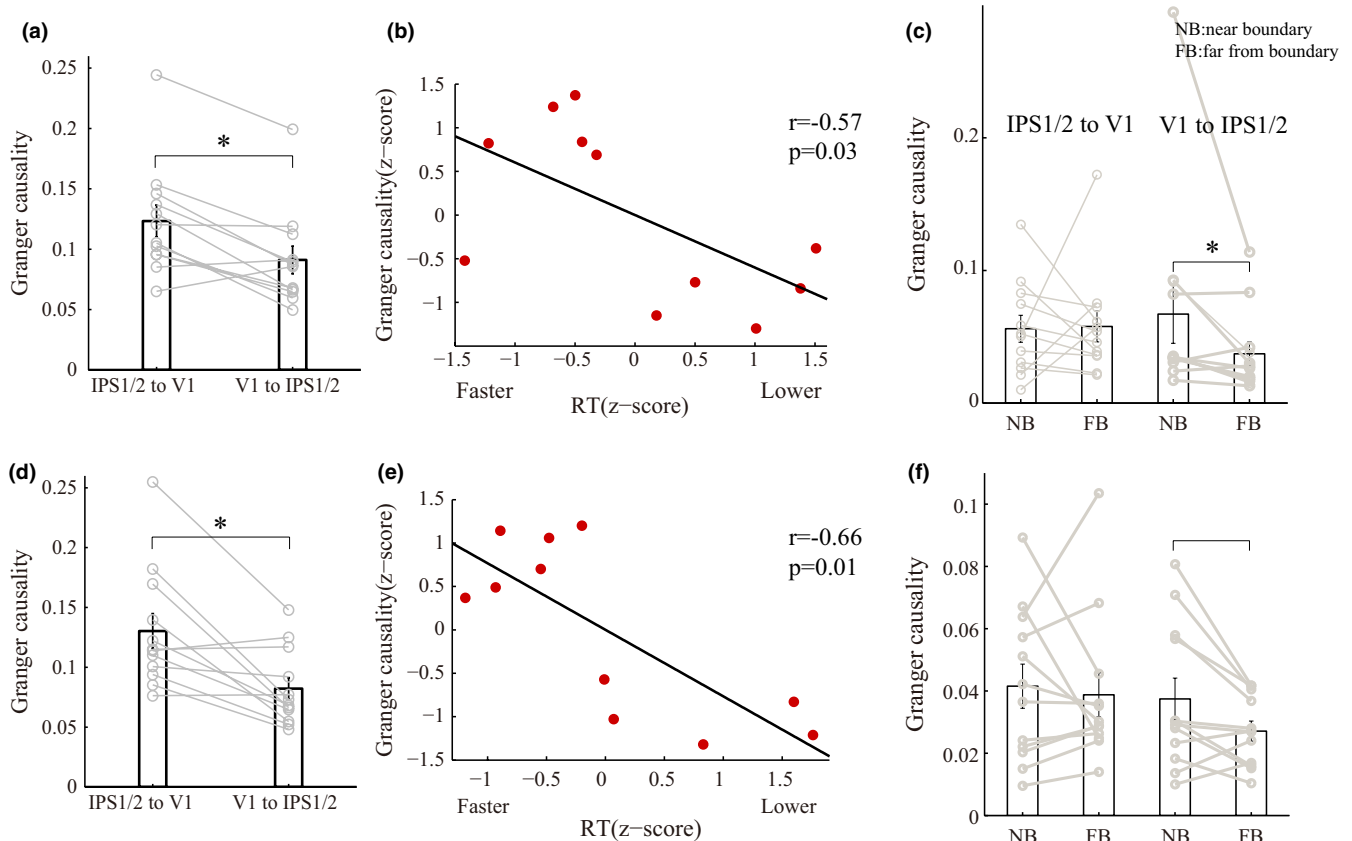 (a)
Granger causality
0.25
0.2
0.15
0.1
0.05
0
*
IPS1/2 to V1
V1 to IPS1/2
(b)
Granger causality(z−score)
1.5
1
0.5
0
−0.5
−1
r=-0.57
p=0.03
−1.5
−1
−0.5
0
0.5
1
1.5
Faster
Lower
RT(z−score)
(c)
NB:near boundary
FB:far from boundary
IPS1/2 to V1
V1 to IPS1/2
Granger causality
0.2
0.1
0
*
NB
FB
NB
FB
(d)
Granger causality
0.25
0.2
0.15
0.1
0.05
0
*
IPS1/2 to V1
V1 to IPS1/2
(e)
Granger causality(z−score)
1.5
1
0.5
0
−0.5
−1
−1.5
r=-0.66
p=0.01
−1
−0.5
0
0.5
1
1.5
Faster
Lower
RT(z−score)
(f)
Granger causality
0.1
0.08
0.06
0.04
0.02
0
NB
FB
NB
FB